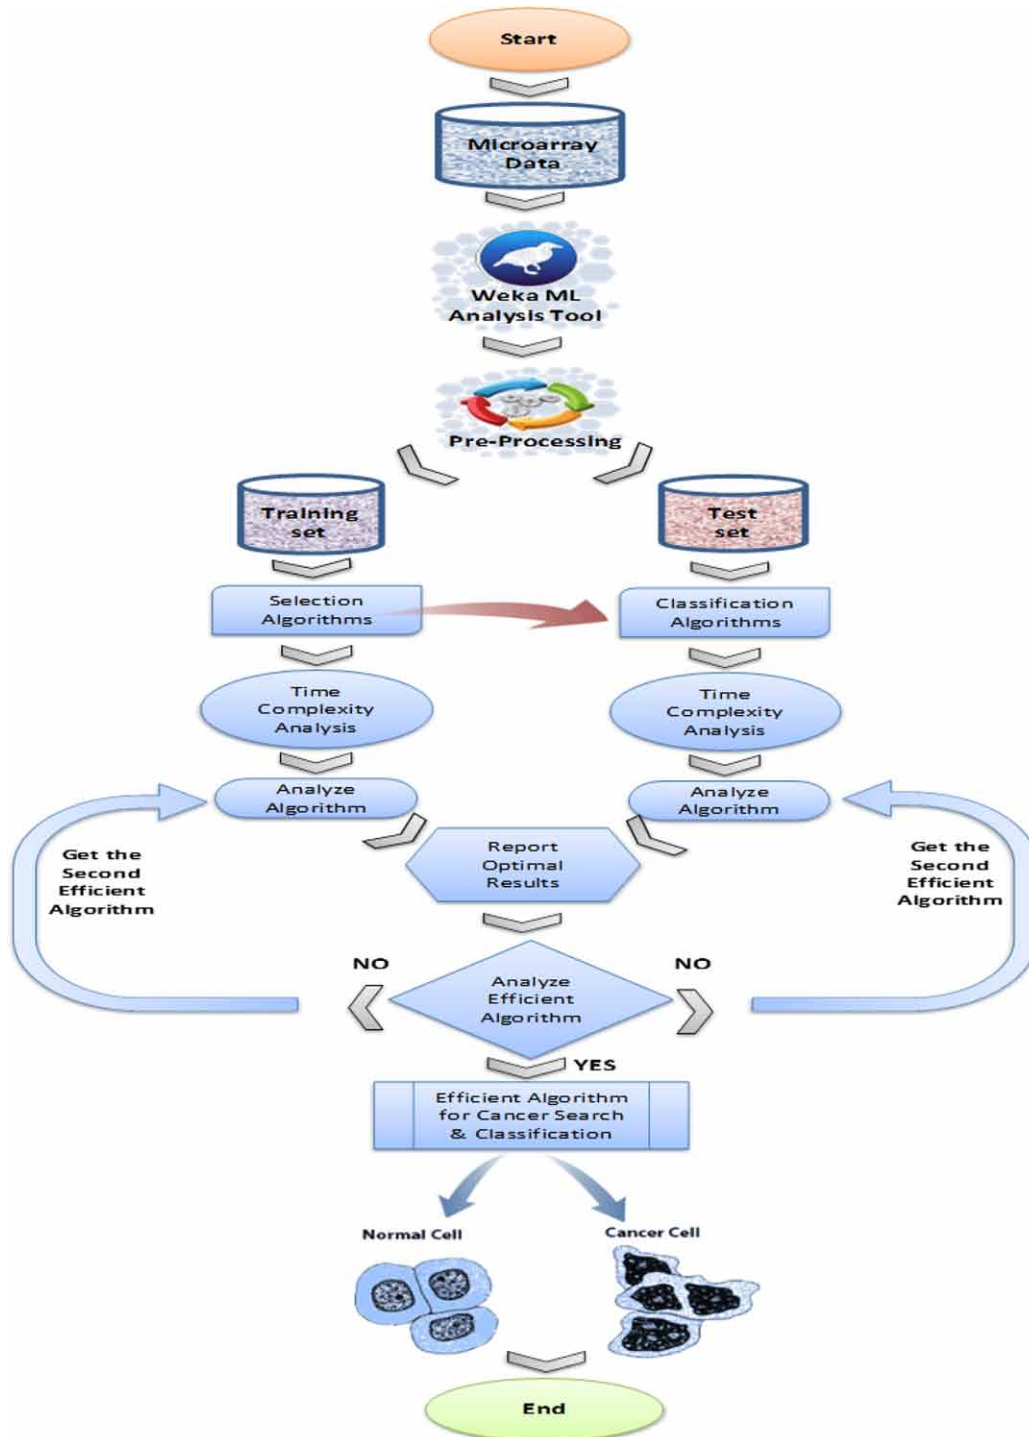 Start
Microarray
Data
Weka ML
Analysis Tool
Pre-Processing
Training
set
Test
set
Selection
Algorithms
Classification
Algorithms
Time
Complexity
Analysis
Time
Complexity
Analysis
Analyze
Algorithm
Analyze
Algorithm
Get the
Second
Efficient
Algorithm
Report
Optimal
Results
Get the
Second
Efficient
Algorithm
NO
Analyze
Efficient
Algorithm
NO
YES
Efficient Algorithm
for Cancer Search
& Classification
Normal Cell
Cancer Cell
End